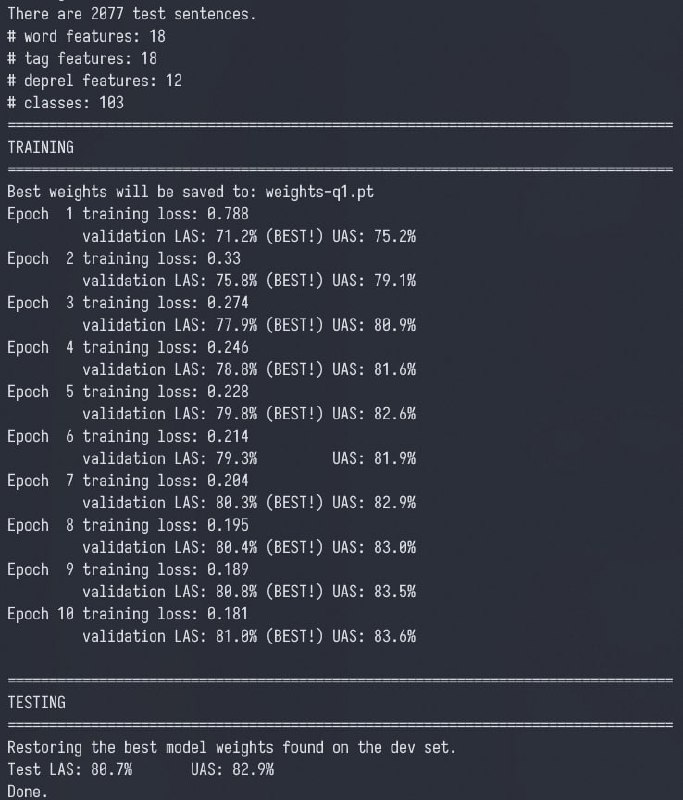 There are 2077 test sentences.
# word features: 18
# tag features: 18
# deprel features: 12
# classes: 103
================================================================================
TRAINING
================================================================================
Best weights will be saved to: weights-q1.pt
Epoch  1 training loss: 0.788
         validation LAS: 71.2% (BEST!) UAS: 75.2%
Epoch  2 training loss: 0.33
         validation LAS: 75.8% (BEST!) UAS: 79.1%
Epoch  3 training loss: 0.274
         validation LAS: 77.9% (BEST!) UAS: 80.9%
Epoch  4 training loss: 0.246
         validation LAS: 78.8% (BEST!) UAS: 81.6%
Epoch  5 training loss: 0.228
         validation LAS: 79.8% (BEST!) UAS: 82.6%
Epoch  6 training loss: 0.214
         validation LAS: 79.3%         UAS: 81.9%
Epoch  7 training loss: 0.204
         validation LAS: 80.3% (BEST!) UAS: 82.9%
Epoch  8 training loss: 0.195
         validation LAS: 80.4% (BEST!) UAS: 83.0%
Epoch  9 training loss: 0.189
         validation LAS: 80.8% (BEST!) UAS: 83.5%
Epoch 10 training loss: 0.181
         validation LAS: 81.0% (BEST!) UAS: 83.6%
================================================================================
TESTING
================================================================================
Restoring the best model weights found on the dev set.
Test LAS: 80.7%       UAS: 82.9%
Done.